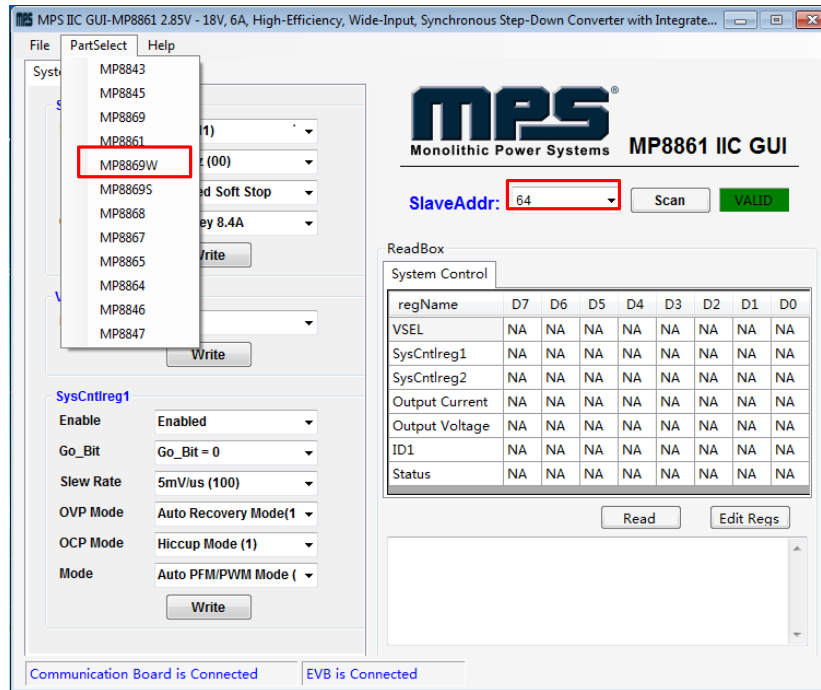 MPS IIC GUI-MP8861 2.85V - 18V, 6A, High-Efficiency, Wide-Input, Synchronous Step-Down Converter with Integrate...
File PartSelect Help
Syste
MP8843
MP8845
MP8869
MP8861
MP8869W
MP8869S
MP8868
MP8867
MP8865
MP8864
MP8846
MP8847
S
1)
z (00)
ed Soft Stop
ey 8.4A
Write
V
Write
SysCntlreg1
Enable Enabled
Go_Bit Go_Bit = 0
Slew Rate 5mV/us (100)
OVP Mode Auto Recovery Mode(1
OCP Mode Hiccup Mode (1)
Mode Auto PFM/PWM Mode (
Write
MPS®
Monolithic Power Systems
MP8861 IIC GUI
SlaveAddr: 64 Scan VALID
ReadBox
System Control
regName D7 D6 D5 D4 D3 D2 D1 D0
VSEL NA NA NA NA NA NA NA NA
SysCntlreg1 NA NA NA NA NA NA NA NA
SysCntlreg2 NA NA NA NA NA NA NA NA
Output Current NA NA NA NA NA NA NA NA
Output Voltage NA NA NA NA NA NA NA NA
ID1 NA NA NA NA NA NA NA NA
Status NA NA NA NA NA NA NA NA
Read Edit Regs
Communication Board is Connected EVB is Connected